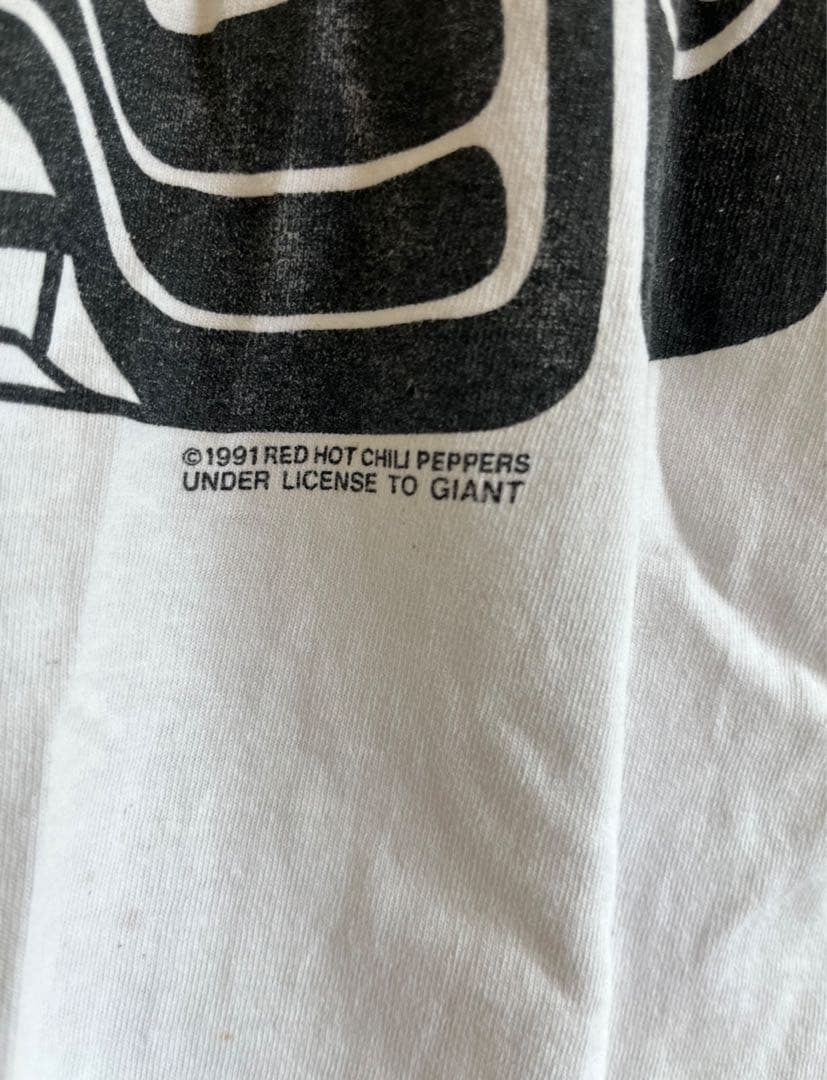 ©1991 RED HOT CHILI PEPPERS
UNDER LICENSE TO GIANT